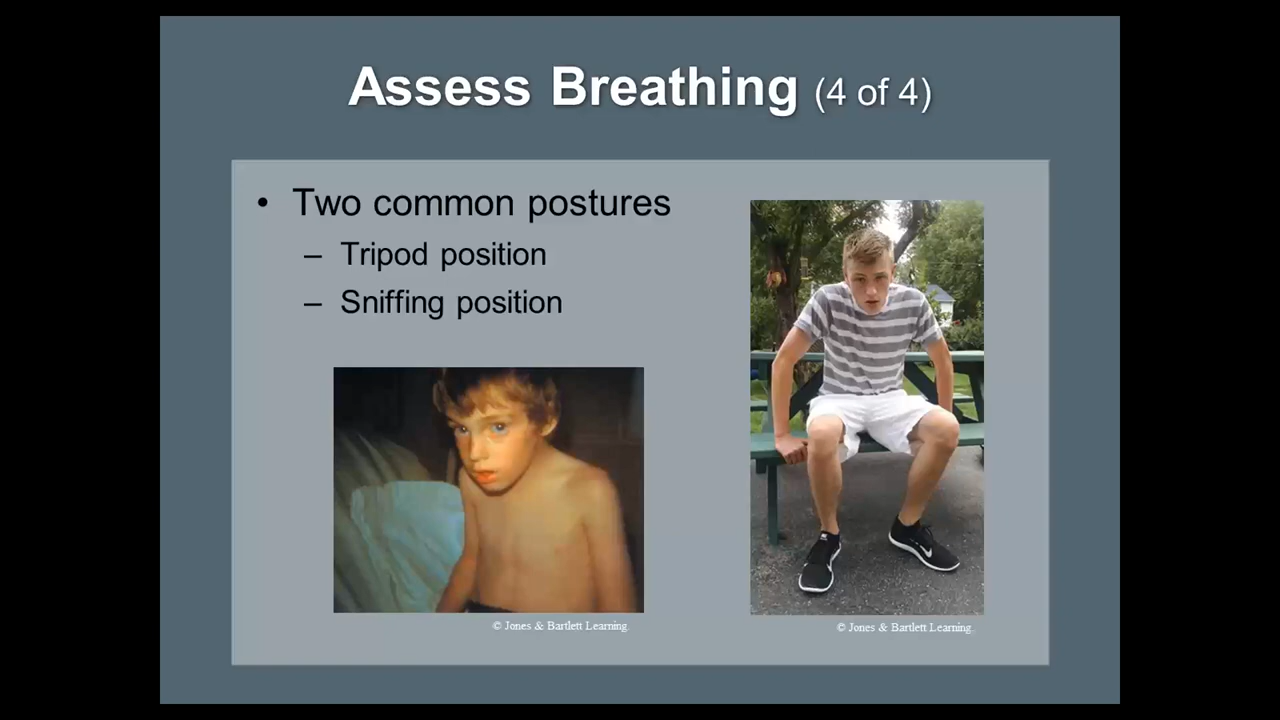 Assess Breathing (4 of 4)
• Two common postures
– Tripod position
– Sniffing position
© Jones & Bartlett Learning.
© Jones & Bartlett Learning.